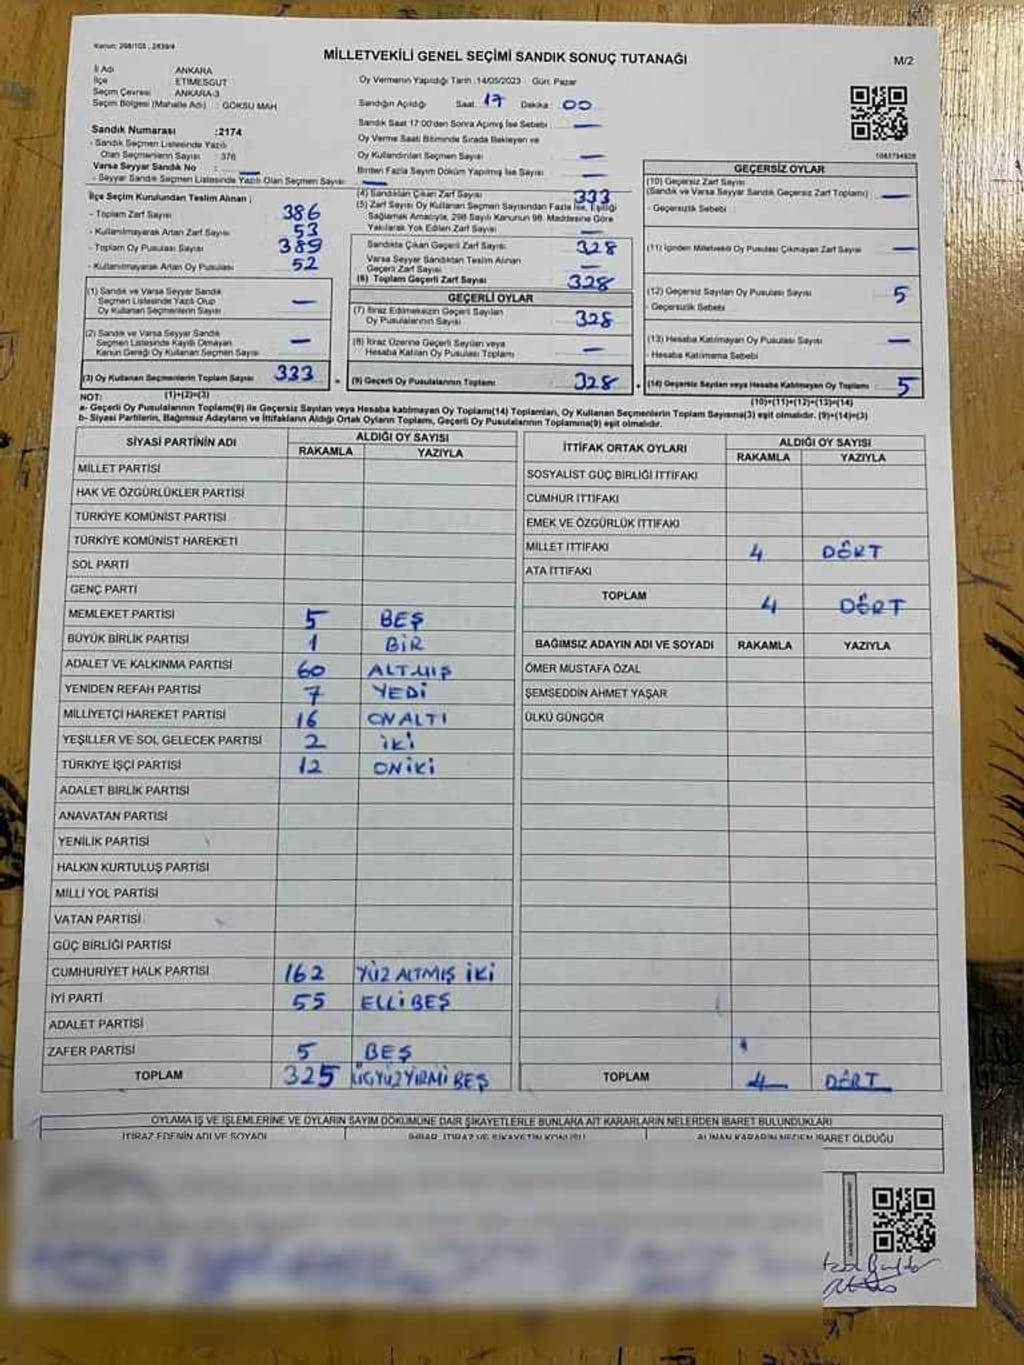 Kanun: 298/105 ; 2839/4
MİLLETVEKİLİ GENEL SEÇİMİ SANDIK SONUÇ TUTANAĞI
M/2
İl Adı ANKARA
İlçe ETİMESGUT
Seçim Çevresi ANKARA-3
Seçim Bölgesi (Mahalle Adı) : GÖKSU MAH
Oy Vermenin Yapıldığı Tarih :14/05/2023 Gün: Pazar
Sandığın Açıldığı Saat: 17 Dakika: 00
Sandık Saat 17:00'den Sonra Açılmış İse Sebebi —
Oy Verme Saati Bitiminde Sırada Bekleyen ve
Oy Kullandırılan Seçmen Sayısı —
Birden Fazla Sayım Döküm Yapılmış İse Sayısı —
Sandık Numarası :2174
- Sandık Seçmen Listesinde Yazılı
Olan Seçmenlerin Sayısı : 376
Varsa Seyyar Sandık No : —
- Seyyar Sandık Seçmen Listesinde Yazılı Olan Seçmen Sayısı : —
İlçe Seçim Kurulundan Teslim Alınan ;
- Toplam Zarf Sayısı 386
- Kullanılmayarak Artan Zarf Sayısı 53
- Toplam Oy Pusulası Sayısı 389
- Kullanılmayarak Artan Oy Pusulası 52
(1) Sandık ve Varsa Seyyar Sandık
Seçmen Listesinde Yazılı Olup
Oy Kullanan Seçmenlerin Sayısı —
(2) Sandık ve Varsa Seyyar Sandık
Seçmen Listesinde Kayıtlı Olmayan
Kanun Gereği Oy Kullanan Seçmen Sayısı —
(3) Oy Kullanan Seçmenlerin Toplam Sayısı 333
(1)+(2)=(3)
(4) Sandıktan Çıkan Zarf Sayısı 333
(5) Zarf Sayısı Oy Kullanan Seçmen Sayısından Fazla İse, Eşitliği
Sağlamak Amacıyla, 298 Sayılı Kanunun 98. Maddesine Göre
Yakılarak Yok Edilen Zarf Sayısı —
Sandıkta Çıkan Geçerli Zarf Sayısı 328
Varsa Seyyar Sandıktan Teslim Alınan
Geçerli Zarf Sayısı —
(6) Toplam Geçerli Zarf Sayısı 328
GEÇERLİ OYLAR
(7) İtiraz Edilmeksizin Geçerli Sayılan
Oy Pusulalarının Sayısı 328
(8) İtiraz Üzerine Geçerli Sayılan veya
Hesaba Katılan Oy Pusulası Toplamı —
(9) Geçerli Oy Pusulalarının Toplamı 328
1063794826
GEÇERSİZ OYLAR
(10) Geçersiz Zarf Sayısı
(Sandık ve Varsa Seyyar Sandık Geçersiz Zarf Toplamı) —
- Geçersizlik Sebebi :
(11) İçinden Milletvekili Oy Pusulası Çıkmayan Zarf Sayısı —
(12) Geçersiz Sayılan Oy Pusulası Sayısı 5
- Geçersizlik Sebebi
(13) Hesaba Katılmayan Oy Pusulası Sayısı —
- Hesaba Katılmama Sebebi
(14) Geçersiz Sayılan veya Hesaba Katılmayan Oy Toplamı 5
(10)+(11)+(12)+(13)=(14)
NOT:
a- Geçerli Oy Pusulalarının Toplamı(9) ile Geçersiz Sayılan veya Hesaba katılmayan Oy Toplamı(14) Toplamları, Oy Kullanan Seçmenlerin Toplam Sayısına(3) eşit olmalıdır. (9)+(14)=(3)
b- Siyasi Partilerin, Bağımsız Adayların ve İttifakların Aldığı Ortak Oyların Toplamı, Geçerli Oy Pusulalarının Toplamına(9) eşit olmalıdır.
SİYASİ PARTİNİN ADI ALDIĞI OY SAYISI
RAKAMLA YAZIYLA
MİLLET PARTİSİ
HAK VE ÖZGÜRLÜKLER PARTİSİ
TÜRKİYE KOMÜNİST PARTİSİ
TÜRKİYE KOMÜNİST HAREKETİ
SOL PARTİ
GENÇ PARTİ
MEMLEKET PARTİSİ 5 BEŞ
BÜYÜK BİRLİK PARTİSİ 1 BİR
ADALET VE KALKINMA PARTİSİ 60 ALTMIŞ
YENİDEN REFAH PARTİSİ 7 YEDİ
MİLLİYETÇİ HAREKET PARTİSİ 16 ONALTI
YEŞİLLER VE SOL GELECEK PARTİSİ 2 İKİ
TÜRKİYE İŞÇİ PARTİSİ 12 ONİKİ
ADALET BİRLİK PARTİSİ
ANAVATAN PARTİSİ
YENİLİK PARTİSİ
HALKIN KURTULUŞ PARTİSİ
MİLLİ YOL PARTİSİ
VATAN PARTİSİ
GÜÇ BİRLİĞİ PARTİSİ
CUMHURİYET HALK PARTİSİ 162 YÜZ ALTMIŞ İKİ
İYİ PARTİ 55 ELLİ BEŞ
ADALET PARTİSİ
ZAFER PARTİSİ 5 BEŞ
TOPLAM 325 ÜÇYÜZYİRMİ BEŞ
İTTİFAK ORTAK OYLARI ALDIĞI OY SAYISI
RAKAMLA YAZIYLA
SOSYALİST GÜÇ BİRLİĞİ İTTİFAKI
CUMHUR İTTİFAKI
EMEK VE ÖZGÜRLÜK İTTİFAKI
MİLLET İTTİFAKI 4 DÖRT
ATA İTTİFAKI
TOPLAM 4 DÖRT
BAĞIMSIZ ADAYIN ADI VE SOYADI RAKAMLA YAZIYLA
ÖMER MUSTAFA ÖZAL
ŞEMSEDDİN AHMET YAŞAR
ÜLKÜ GÜNGÖR
TOPLAM 4 DÖRT
OYLAMA İŞ VE İŞLEMLERİNE VE OYLARIN SAYIM DÖKÜMÜNE DAİR ŞİKAYETLERLE BUNLARA AİT KARARLARIN NELERDEN İBARET BULUNDUKLARI
İTİRAZ EDENİN ADI VE SOYADI İHBAR, İTİRAZ VE ŞİKAYETİN KONUSU ALINAN KARARIN NEDEN İBARET OLDUĞU